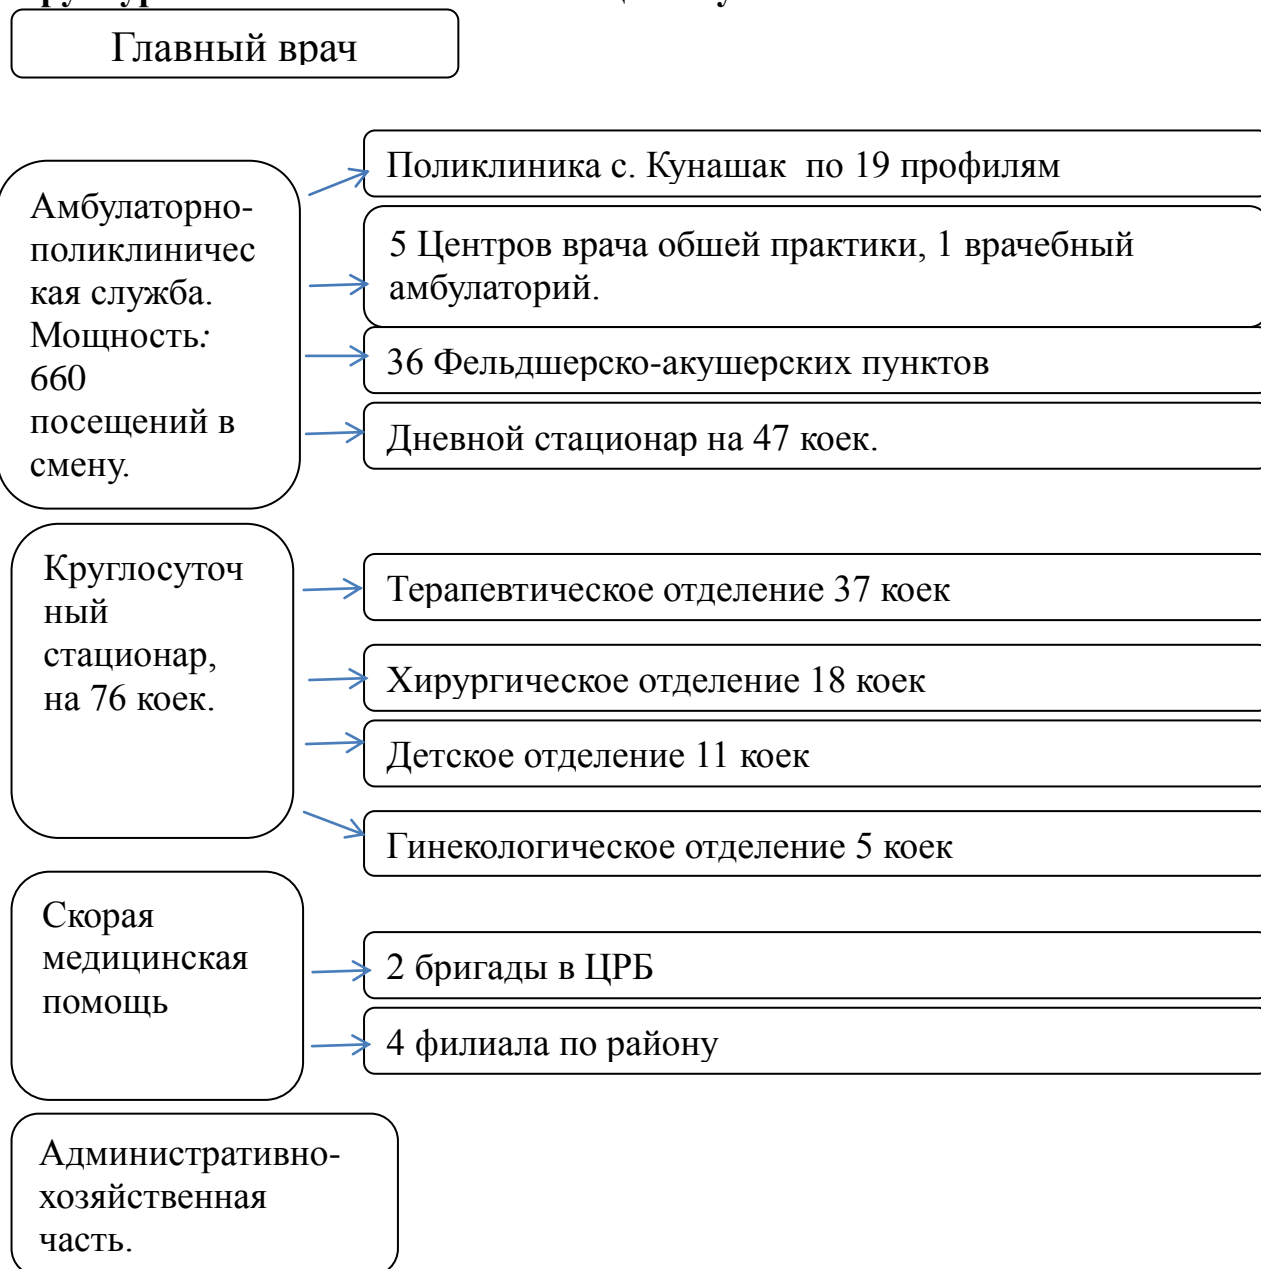 Главный врач
Поликлиника с. Кунашак по 19 профилям
Амбулаторно-
поликлиничес
кая служба.
Мощность:
660
посещений в
смену.
5 Центров врача обшей практики, 1 врачебный
амбулаторий.
36 Фельдшерско-акушерских пунктов
Дневной стационар на 47 коек.
Круглосуточ
ный
стационар,
на 76 коек.
Терапевтическое отделение 37 коек
Хирургическое отделение 18 коек
Детское отделение 11 коек
Гинекологическое отделение 5 коек
Скорая
медицинская
помощь
2 бригады в ЦРБ
4 филиала по району
Административно-
хозяйственная
часть.